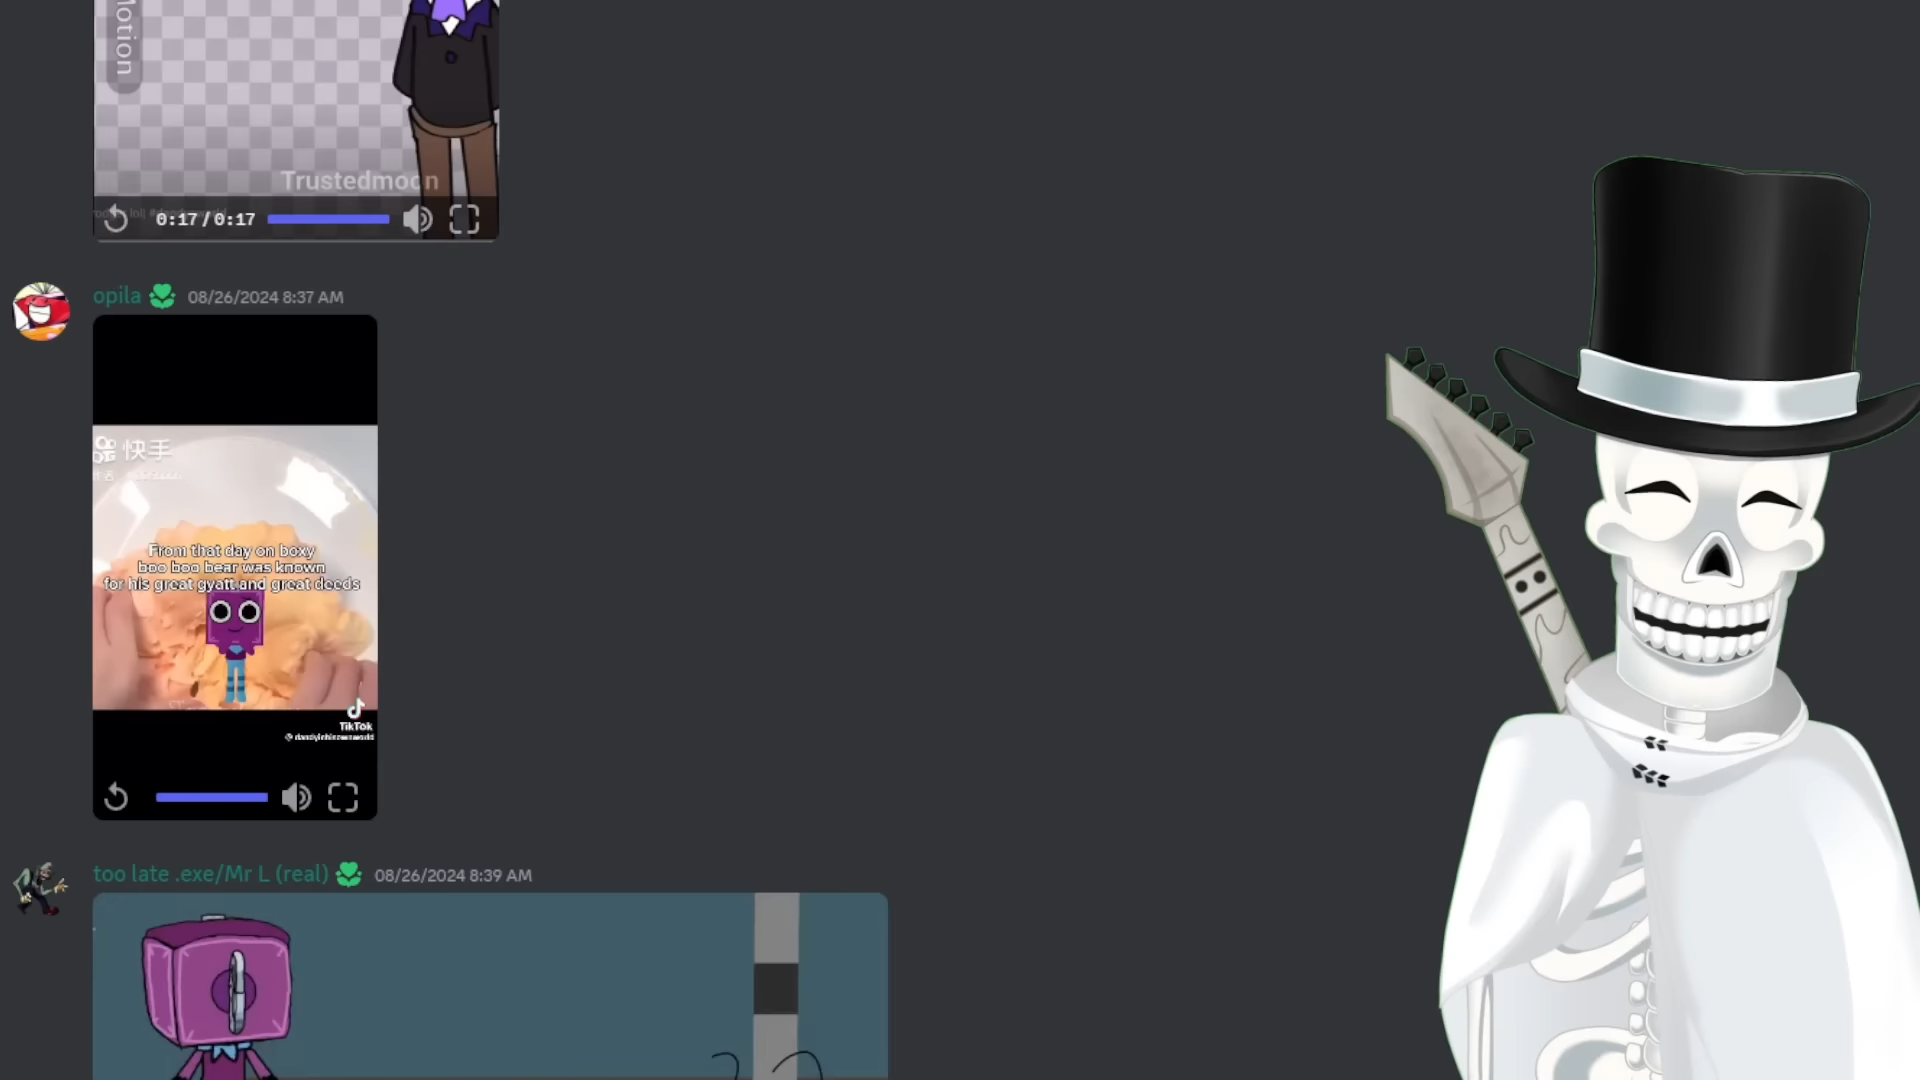 Motion
Trustedmoon
0:17/0:17
opila 08/26/2024 8:37 AM
快手
From that day on boxy
boo boo bear was known
for his great gyatt and great deeds
TikTok
@dandyinhisownworld
too late .exe/Mr L (real) 08/26/2024 8:39 AM